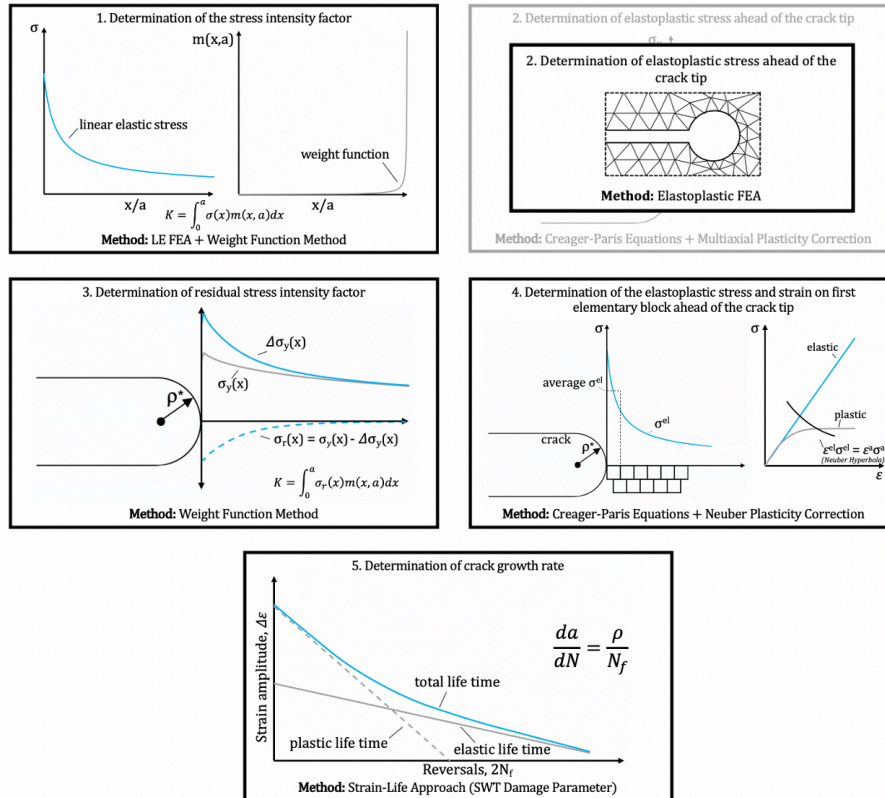 1. Determination of the stress intensity factor
σ
linear elastic stress
x/a
m(x,a)
weight function
x/a
K = ∫₀ᵃ σ(x)m(x, a)dx
Method: LE FEA + Weight Function Method
2. Determination of elastoplastic stress ahead of the crack tip
2. Determination of elastoplastic stress ahead of the
crack tip
Method: Elastoplastic FEA
Method: Creager-Paris Equations + Multiaxial Plasticity Correction
3. Determination of residual stress intensity factor
Δσy(x)
σy(x)
ρ*
σr(x) = σy(x) - Δσy(x)
K = ∫₀ᵃ σr(x)m(x, a)dx
Method: Weight Function Method
4. Determination of the elastoplastic stress and strain on first
elementary block ahead of the crack tip
σ
average σᵉˡ
σᵉˡ
crack
ρ*
σ
elastic
plastic
εᵉˡσᵉˡ = εᵃσᵃ
(Neuber Hyperbola)
ε
Method: Creager-Paris Equations + Neuber Plasticity Correction
5. Determination of crack growth rate
Strain amplitude, Δε
da/dN = ρ/Nf
total life time
plastic life time
elastic life time
Reversals, 2Nf
Method: Strain-Life Approach (SWT Damage Parameter)